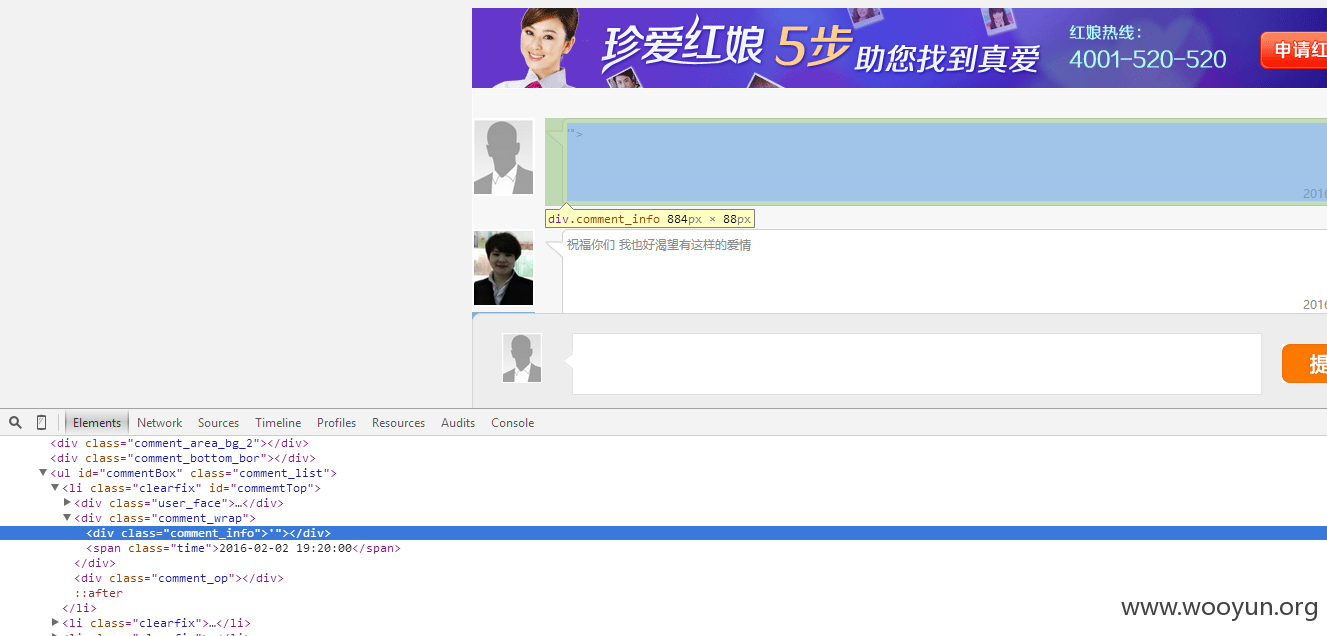 珍爱红娘 5步 助您找到真爱
红娘热线：
4001-520-520
申请红
'">
2016
div.comment_info 884px × 88px
祝福你们 我也好渴望有这样的爱情
2016
提
Elements Network Sources Timeline Profiles Resources Audits Console
<div class="comment_area_bg_2"></div>
<div class="comment_bottom_bor"></div>
▼<ul id="commentBox" class="comment_list">
▼<li class="clearfix" id="commemtTop">
▶<div class="user_face">…</div>
▼<div class="comment_wrap">
<div class="comment_info">'"></div>
<span class="time">2016-02-02 19:20:00</span>
</div>
<div class="comment_op"></div>
::after
</li>
▶<li class="clearfix">…</li>
www.wooyun.org